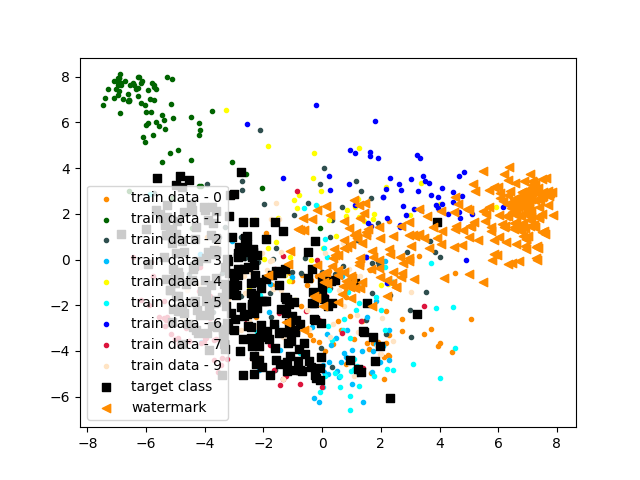 8
6
4
2
0
−2
−4
−6
−8
−6
−4
−2
0
2
4
6
8
train data - 0
train data - 1
train data - 2
train data - 3
train data - 4
train data - 5
train data - 6
train data - 7
train data - 9
target class
watermark